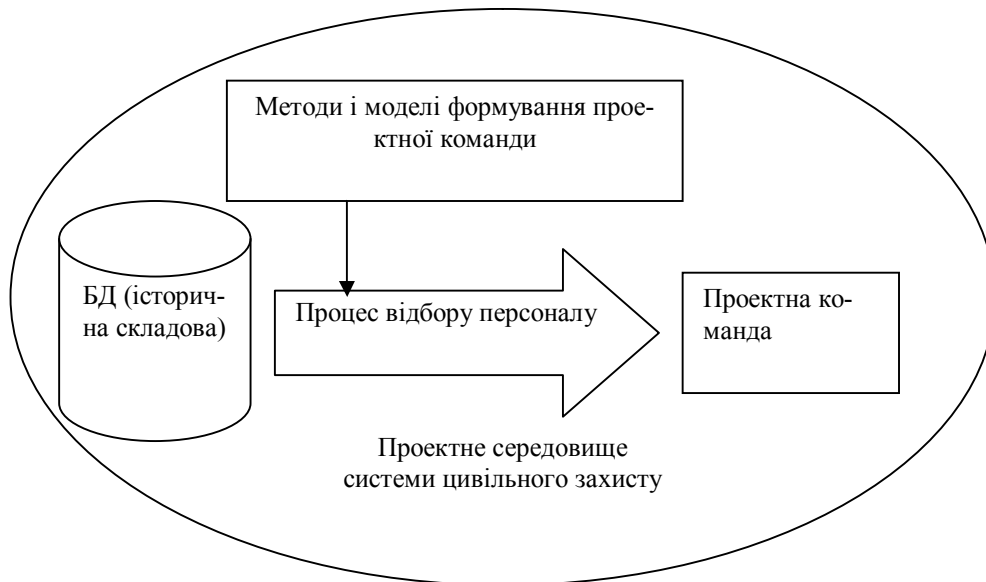 Методи і моделі формування прое-
ктної команди
БД (історич-
на складова)
Процес відбору персоналу
Проектна ко-
манда
Проектне середовище
системи цивільного захисту